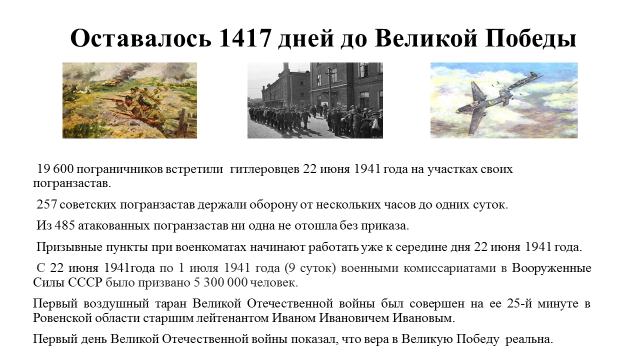 Оставалось 1417 дней до Великой Победы
19 600 пограничников встретили гитлеровцев 22 июня 1941 года на участках своих
погранзастав.
257 советских погранзастав держали оборону от нескольких часов до одних суток.
Из 485 атакованных погранзастав ни одна не отошла без приказа.
Призывные пункты при военкоматах начинают работать уже к середине дня 22 июня 1941 года.
С 22 июня 1941года по 1 июля 1941 года (9 суток) военными комиссариатами в Вооруженные
Силы СССР было призвано 5 300 000 человек.
Первый воздушный таран Великой Отечественной войны был совершен на ее 25-й минуте в
Ровенской области старшим лейтенантом Иваном Ивановичем Ивановым.
Первый день Великой Отечественной войны показал, что вера в Великую Победу реальна.